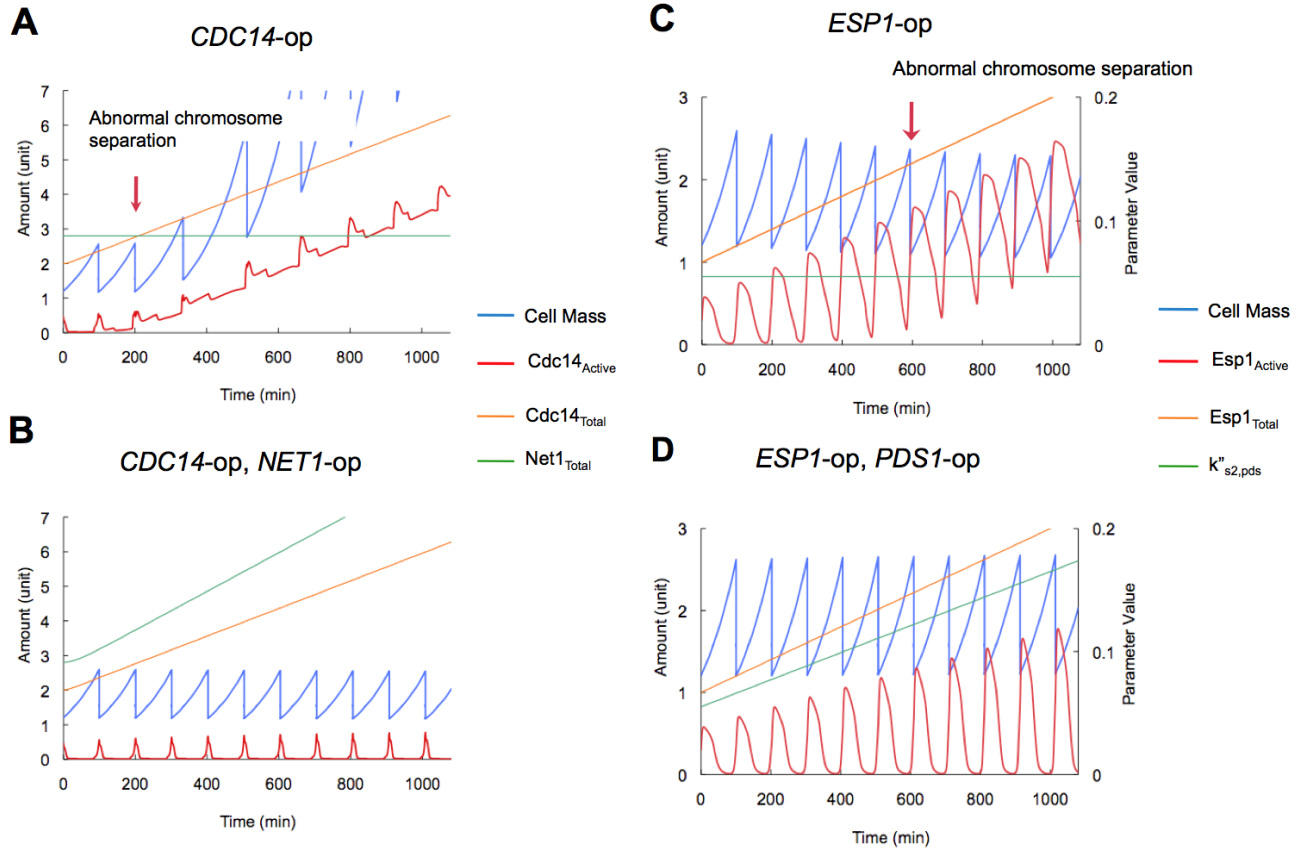 A
CDC14-op
Abnormal chromosome
separation
Amount (unit)
7
6
5
4
3
2
1
0
0 200 400 600 800 1000
Time (min)
Cell Mass
Cdc14Active
Cdc14Total
Net1Total
B
CDC14-op, NET1-op
Amount (unit)
7
6
5
4
3
2
1
0
0 200 400 600 800 1000
Time (min)
C
ESP1-op
Abnormal chromosome separation
Amount (unit)
3
2
1
0
0.2
0.1
0
Parameter Value
0 200 400 600 800 1000
Time (min)
Cell Mass
Esp1Active
Esp1Total
k”s2,pds
D
ESP1-op, PDS1-op
Amount (unit)
3
2
1
0
0.2
0.1
0
Parameter Value
0 200 400 600 800 1000
Time (min)